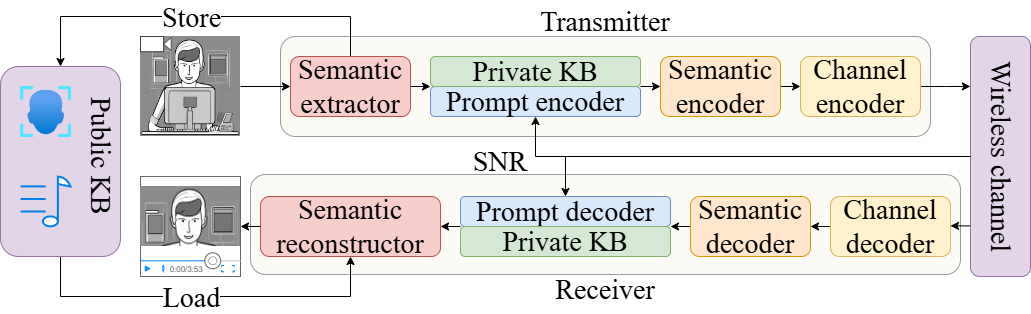 Store
Transmitter
Semantic
extractor
Private KB
Prompt encoder
Semantic
encoder
Channel
encoder
Wireless channel
Public KB
SNR
Semantic
reconstructor
Prompt decoder
Private KB
Semantic
decoder
Channel
decoder
0:00/3:53
Load
Receiver